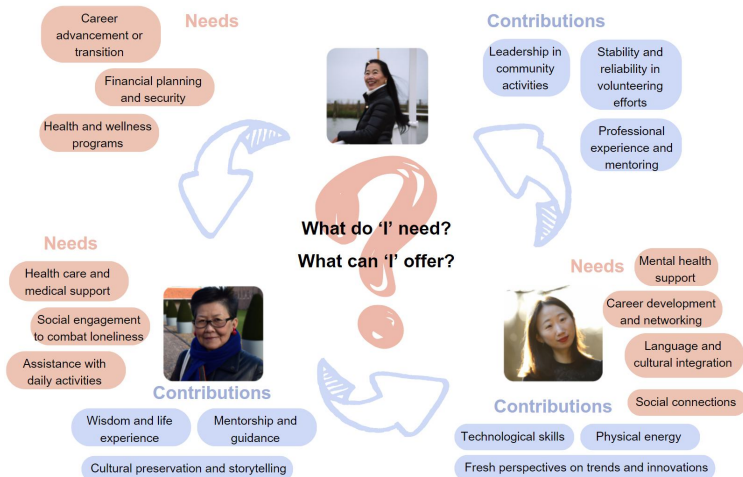 Needs
Career
advancement or
transition
Financial planning
and security
Health and wellness
programs
Contributions
Leadership in
community
activities
Stability and
reliability in
volunteering
efforts
Professional
experience and
mentoring
What do ‘I’ need?
What can ‘I’ offer?
Needs
Health care and
medical support
Social engagement
to combat loneliness
Assistance with
daily activities
Contributions
Wisdom and life
experience
Mentorship and
guidance
Cultural preservation and storytelling
Needs
Mental health
support
Career development
and networking
Language and
cultural integration
Social connections
Contributions
Technological skills
Physical energy
Fresh perspectives on trends and innovations